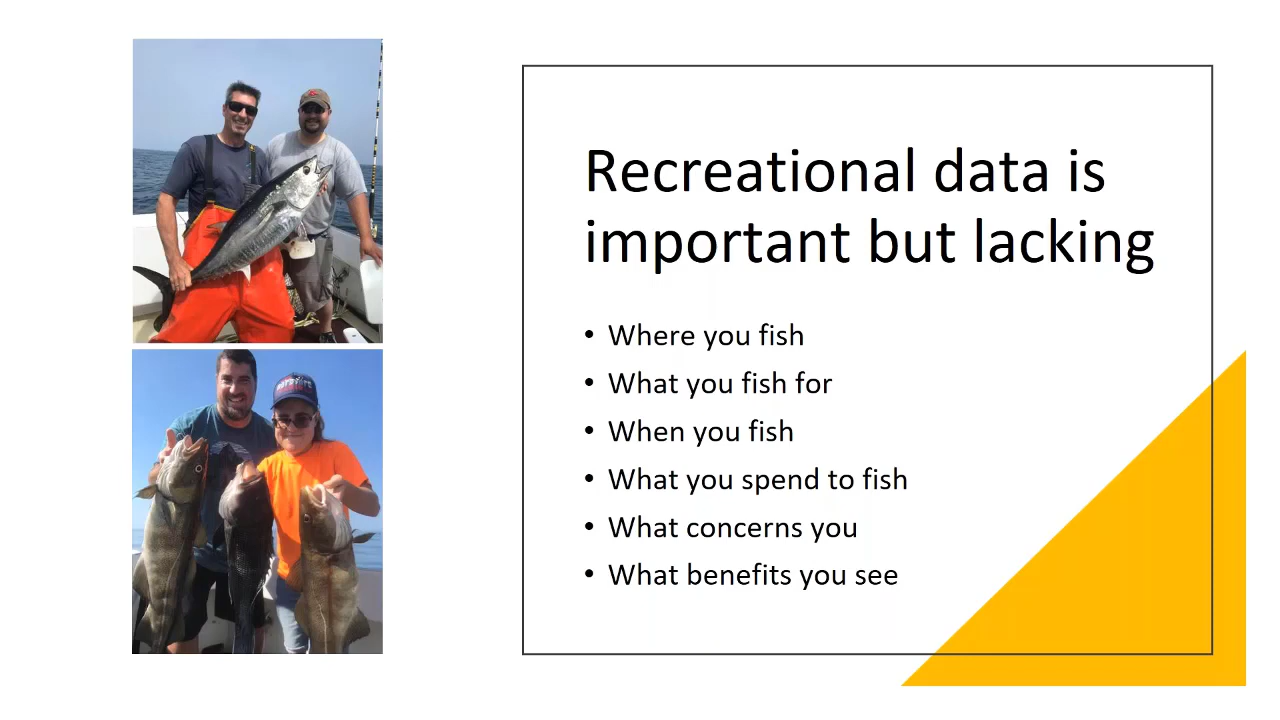 Recreational data is
important but lacking
• Where you fish
• What you fish for
• When you fish
• What you spend to fish
• What concerns you
• What benefits you see